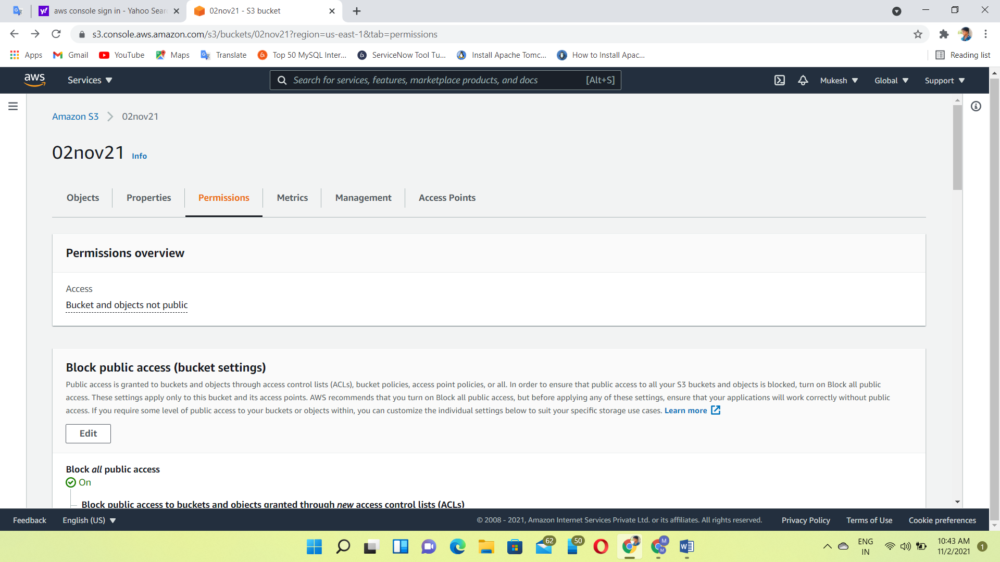 aws console sign in - Yahoo Sear
02nov21 - S3 bucket
s3.console.aws.amazon.com/s3/buckets/02nov21?region=us-east-1&tab=permissions
Apps
Gmail
YouTube
Maps
Translate
Top 50 MySQL Inter...
ServiceNow Tool Tu...
Install Apache Tomc...
How to Install Apac...
Reading list
aws
Services
Search for services, features, marketplace products, and docs
[Alt+S]
Mukesh
Global
Support
Amazon S3
02nov21
02nov21
Info
Objects
Properties
Permissions
Metrics
Management
Access Points
Permissions overview
Access
Bucket and objects not public
Block public access (bucket settings)
Public access is granted to buckets and objects through access control lists (ACLs), bucket policies, access point policies, or all. In order to ensure that public access to all your S3 buckets and objects is blocked, turn on Block all public
access. These settings apply only to this bucket and its access points. AWS recommends that you turn on Block all public access, but before applying any of these settings, ensure that your applications will work correctly without public
access. If you require some level of public access to your buckets or objects within, you can customize the individual settings below to suit your specific storage use cases. Learn more
Edit
Block all public access
On
Block public access to buckets and objects granted through new access control lists (ACLs)
Feedback
English (US)
© 2008 - 2021, Amazon Internet Services Private Ltd. or its affiliates. All rights reserved.
Privacy Policy
Terms of Use
Cookie preferences
62
50
M
M
ENG
IN
10:43 AM
11/2/2021
1